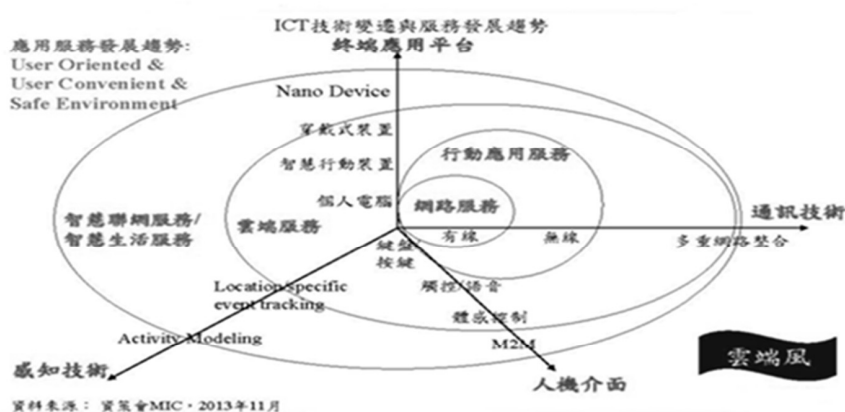 ICT技術變遷與服務發展趨勢
應用服務發展趨勢:
User Oriented &
User Convenient &
Safe Environment
終端應用平台
Nano Device
穿戴式裝置
智慧行動裝置
個人電腦
行動應用服務
網路服務
智慧聯網服務/
智慧生活服務
雲端服務
通訊技術
有線
無線
多重網路整合
鍵盤
按鍵
觸控/語音
體感控制
M2M
人機介面
Location/specific
event tracking
Activity Modeling
感知技術
雲端風
資料來源: 資策會MIC,2013年11月